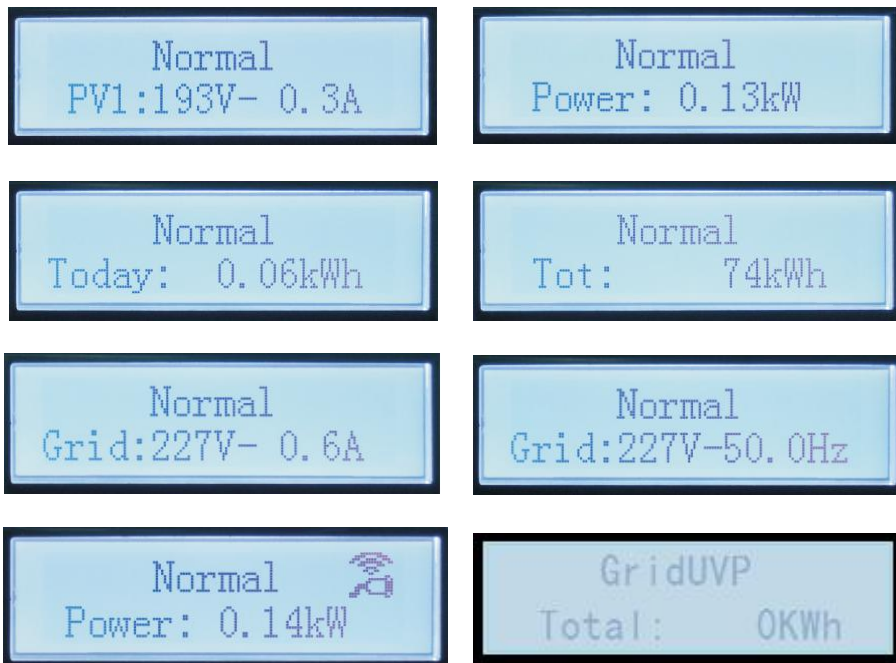 Normal
PV1:193V- 0.3A
Normal
Power: 0.13kW
Normal
Today: 0.06kWh
Normal
Tot: 74kWh
Normal
Grid:227V- 0.6A
Normal
Grid:227V-50.0Hz
Normal
Power: 0.14kW
GridUVP
Total: 0KWh